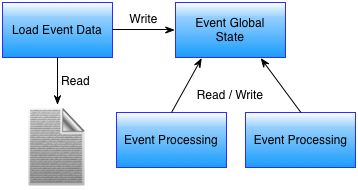 Load Event Data
Write
Event Global
State
Read
Read / Write
Event Processing
Event Processing